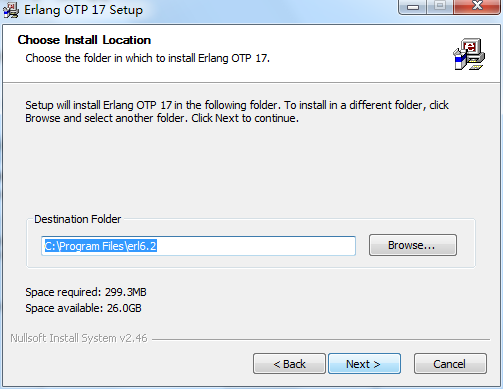 Erlang OTP 17 Setup
Choose Install Location
Choose the folder in which to install Erlang OTP 17.
Setup will install Erlang OTP 17 in the following folder. To install in a different folder, click
Browse and select another folder. Click Next to continue.
Destination Folder
C:\Program Files\erl6.2
Browse...
Space required: 299.3MB
Space available: 26.0GB
Nullsoft Install System v2.46
< Back
Next >
Cancel